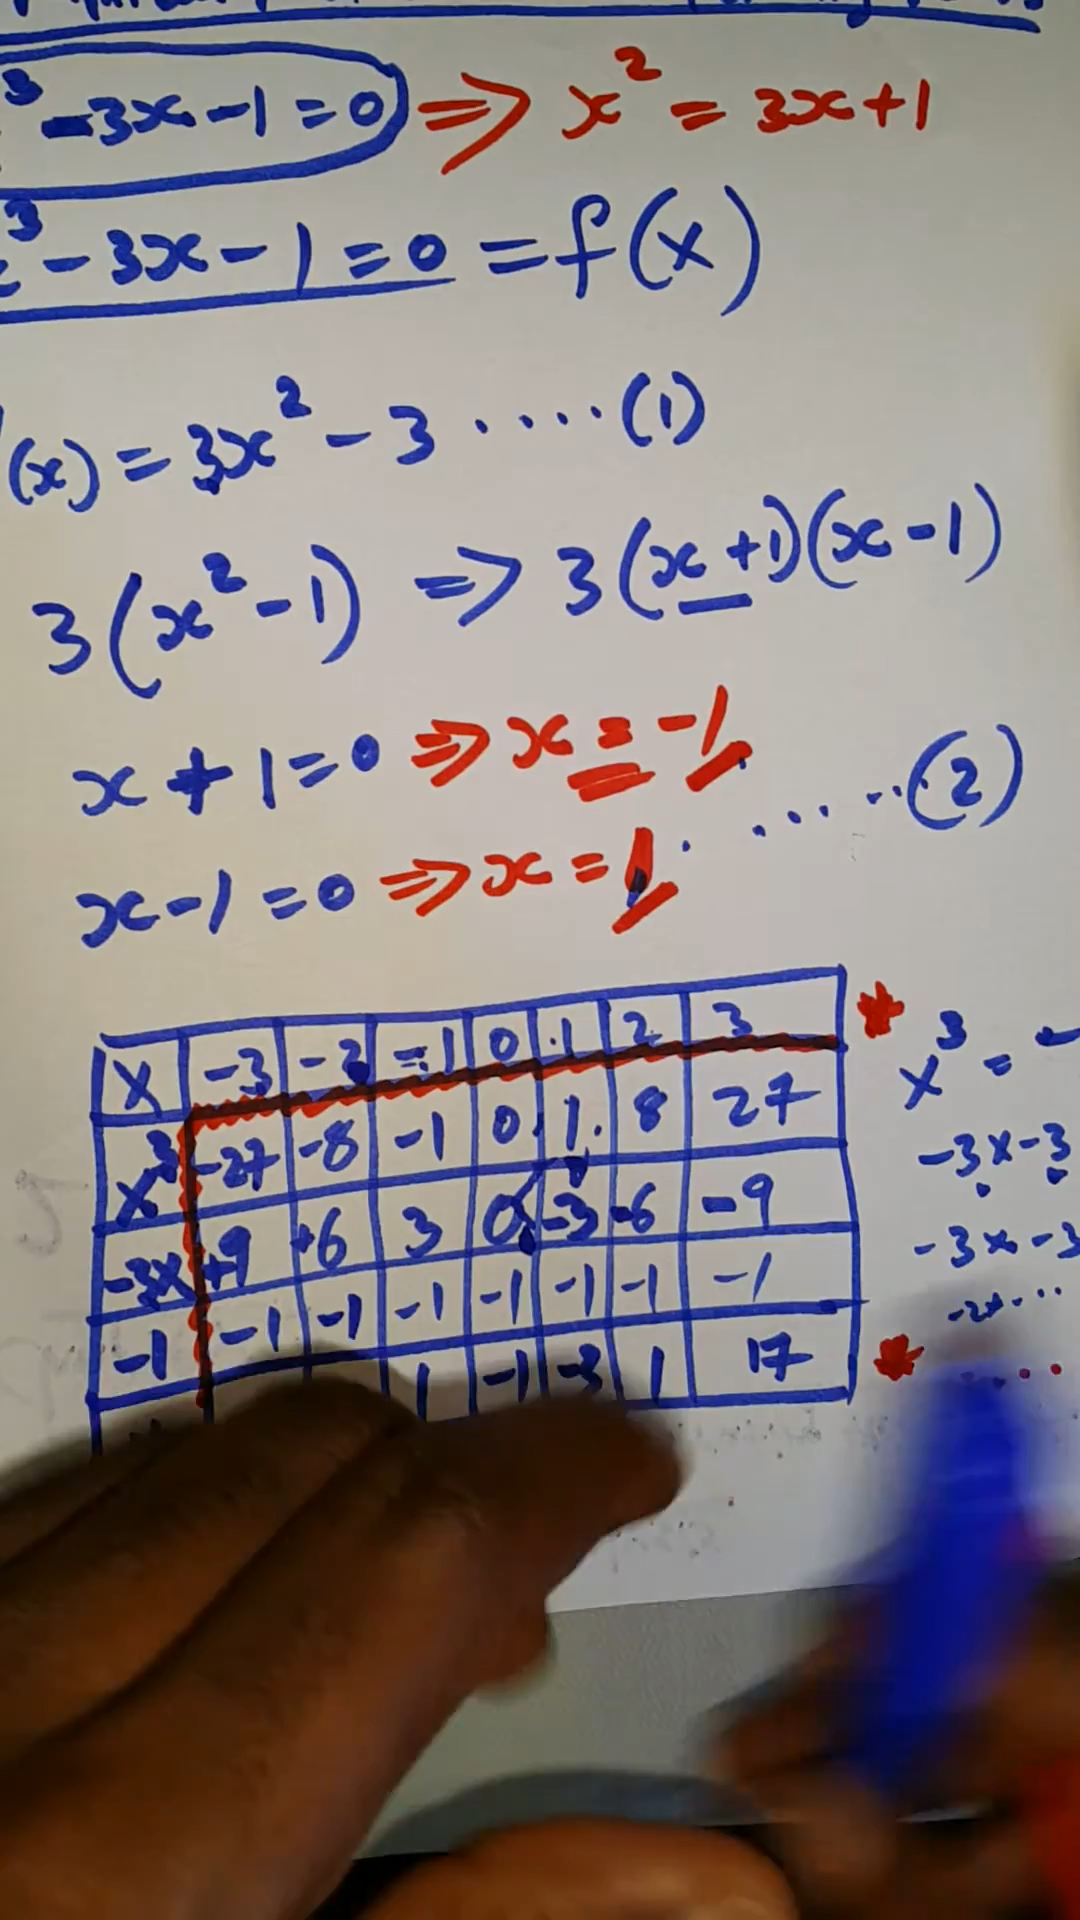 ³ -3x-1=0 => x² = 3x+1
³ -3x-1=0 =f(x)
(x)=3x²-3 ....(1)
3(x²-1) => 3(x+1)(x-1)
x+1=0 => x=-1
.....(2)
x-1=0 => x=1
X -3 -2 -1 0 1 2 3
x³ -27 -8 -1 0 1 8 27
x³ =
-3x +9 +6 3 0 -3 -6 -9
-3x-3
-1 -1 -1 -1 -1 -1 -1 -1
-3x-3
1 -1 -3 1 17